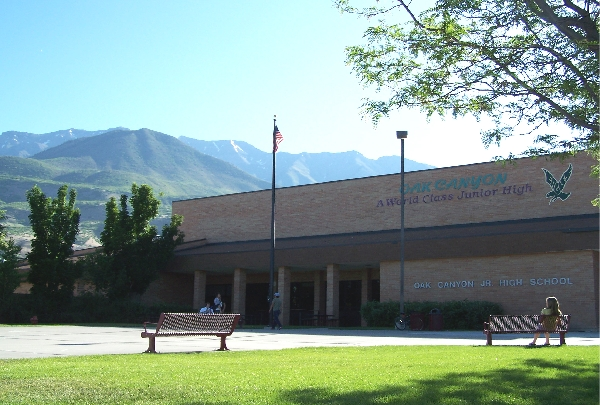 OAK CANYON
A World Class Junior High
OAK CANYON JR. HIGH SCHOOL